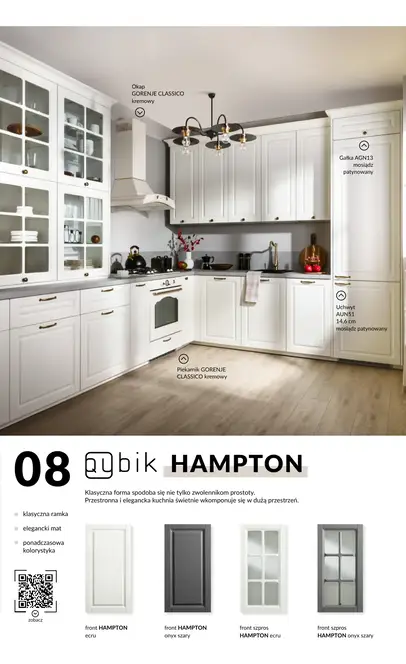 Okap
GORENJE CLASSICO
kremowy
Gałka AGN13
mosiądz
patynowany
Uchwyt
AUN51
14,6 cm
mosiądz patynowany
Piekarnik GORENJE
CLASSICO kremowy
08 Qubik HAMPTON
Klasyczna forma spodoba się nie tylko zwolennikom prostoty.
Przestronna i elegancka kuchnia świetnie wkomponuje się w dużą przestrzeń.
klasyczna ramka
elegancki mat
ponadczasowa
kolorystyka
zobacz
front HAMPTON
ecru
front HAMPTON
onyx szary
front szpros
HAMPTON ecru
front szpros
HAMPTON onyx szary